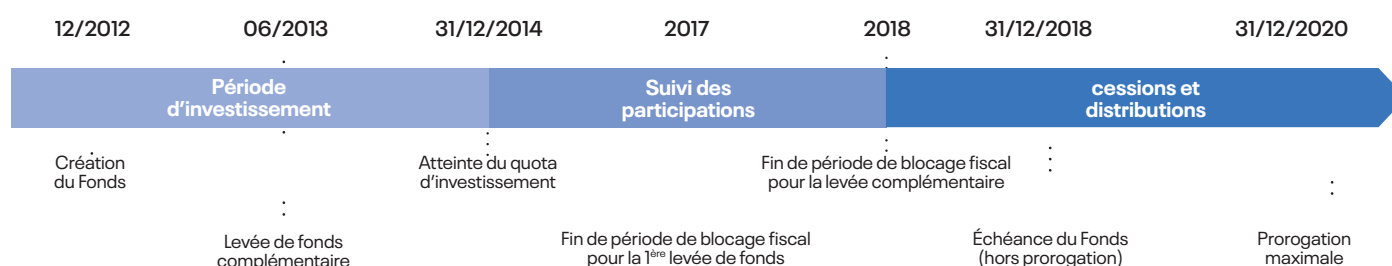 12/2012 06/2013 31/12/2014 2017 2018 31/12/2018 31/12/2020
Période
d'investissement
Suivi des
participations
cessions et
distributions
Création
du Fonds
Atteinte du quota
d'investissement
Fin de période de blocage fiscal
pour la levée complémentaire
Levée de fonds
complémentaire
Fin de période de blocage fiscal
pour la 1ère levée de fonds
Échéance du Fonds
(hors prorogation)
Prorogation
maximale